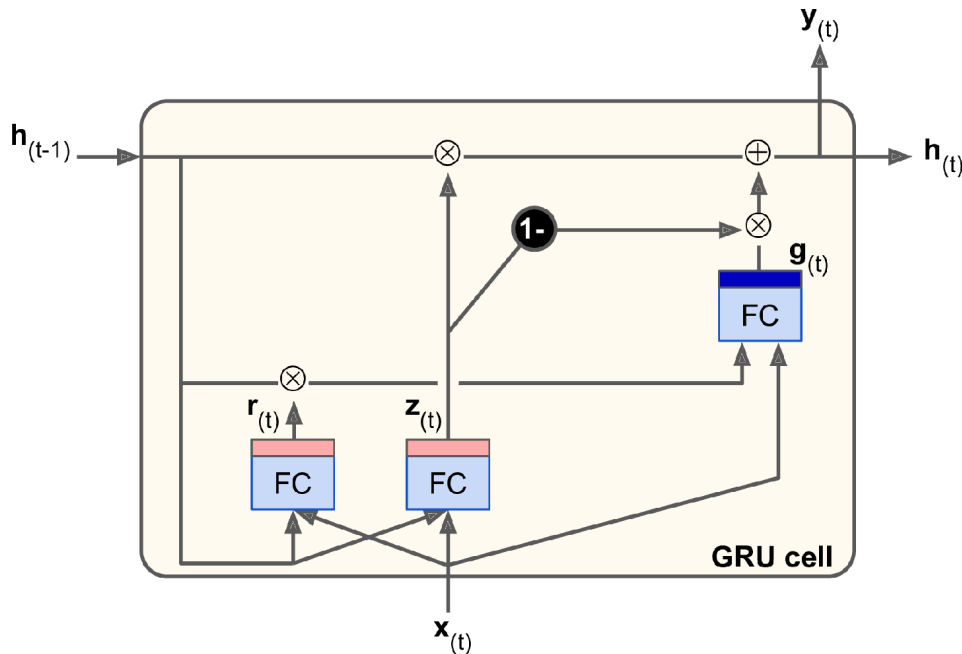 y(t)
h(t-1)
h(t)
1-
g(t)
FC
r(t)
z(t)
FC
FC
GRU cell
x(t)